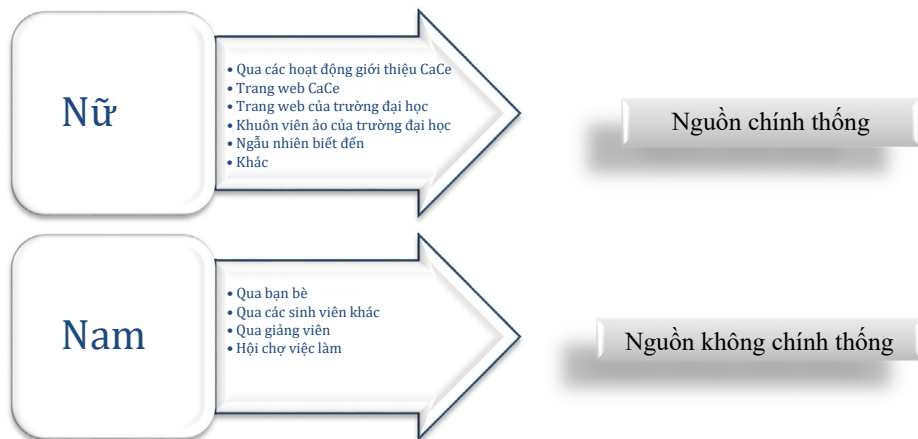 Nữ
• Qua các hoạt động giới thiệu CaCe
• Trang web CaCe
• Trang web của trường đại học
• Khuôn viên ảo của trường đại học
• Ngẫu nhiên biết đến
• Khác
Nguồn chính thống
Nam
• Qua bạn bè
• Qua các sinh viên khác
• Qua giảng viên
• Hội chợ việc làm
Nguồn không chính thống